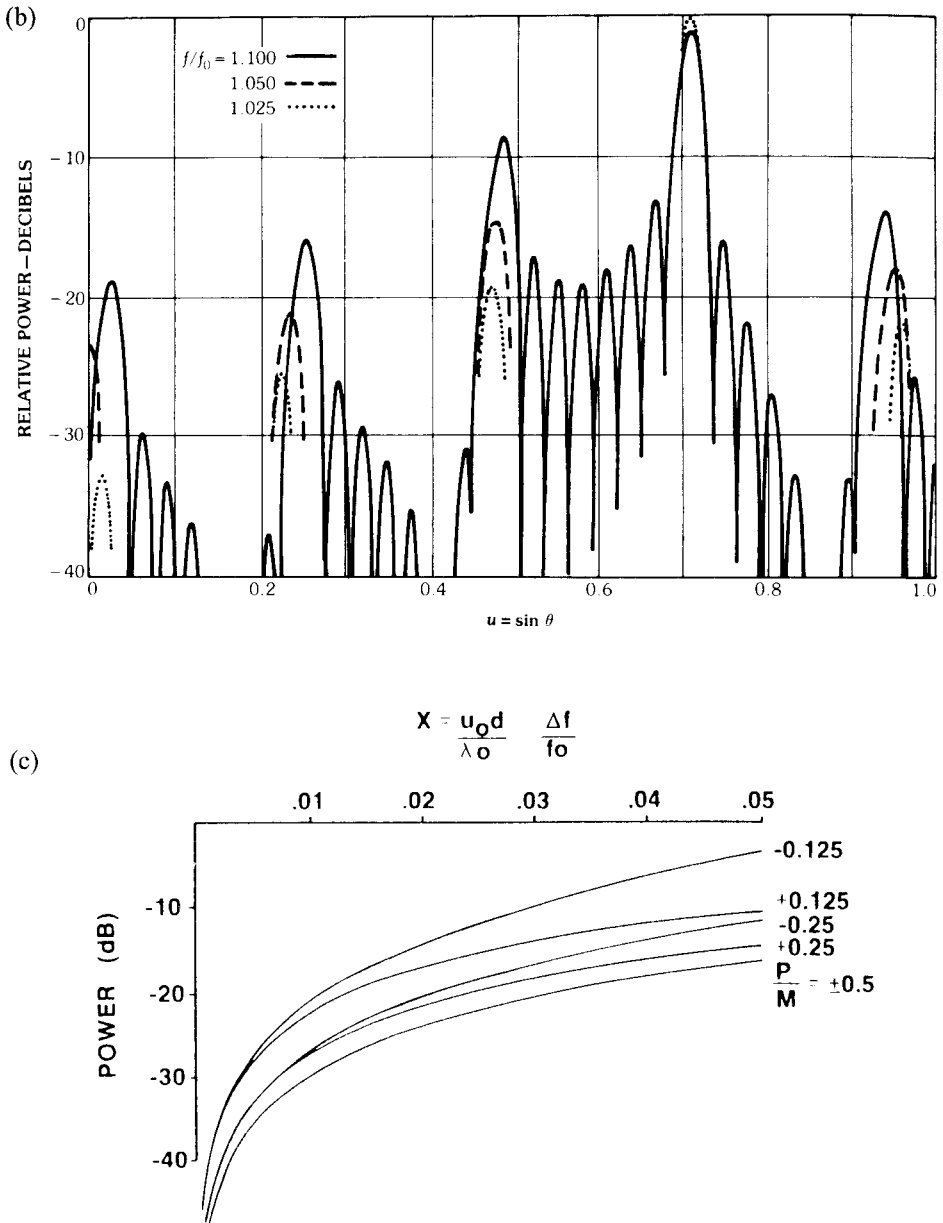 (b)
0
f/f₀ = 1.100
1.050
1.025
-10
-20
-30
-40
RELATIVE POWER – DECIBELS
0 0.2 0.4 0.6 0.8 1.0
u = sin θ
X = u₀d/λo Δf/fo
(c)
.01 .02 .03 .04 .05
-0.125
+0.125
-0.25
+0.25
P/M = ±0.5
-10
-20
-30
-40
POWER (dB)